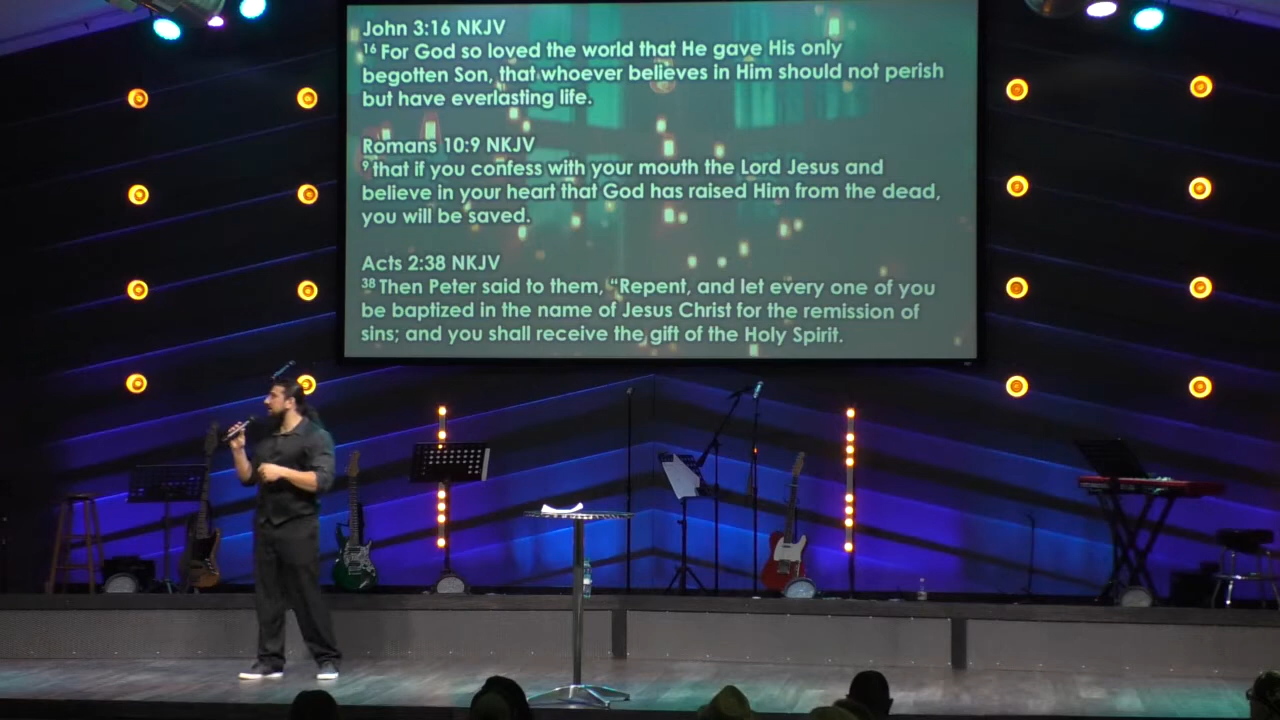 John 3:16 NKJV
16 For God so loved the world that He gave His only
begotten Son, that whoever believes in Him should not perish
but have everlasting life.
Romans 10:9 NKJV
9 that if you confess with your mouth the Lord Jesus and
believe in your heart that God has raised Him from the dead,
you will be saved.
Acts 2:38 NKJV
38 Then Peter said to them, “Repent, and let every one of you
be baptized in the name of Jesus Christ for the remission of
sins; and you shall receive the gift of the Holy Spirit.